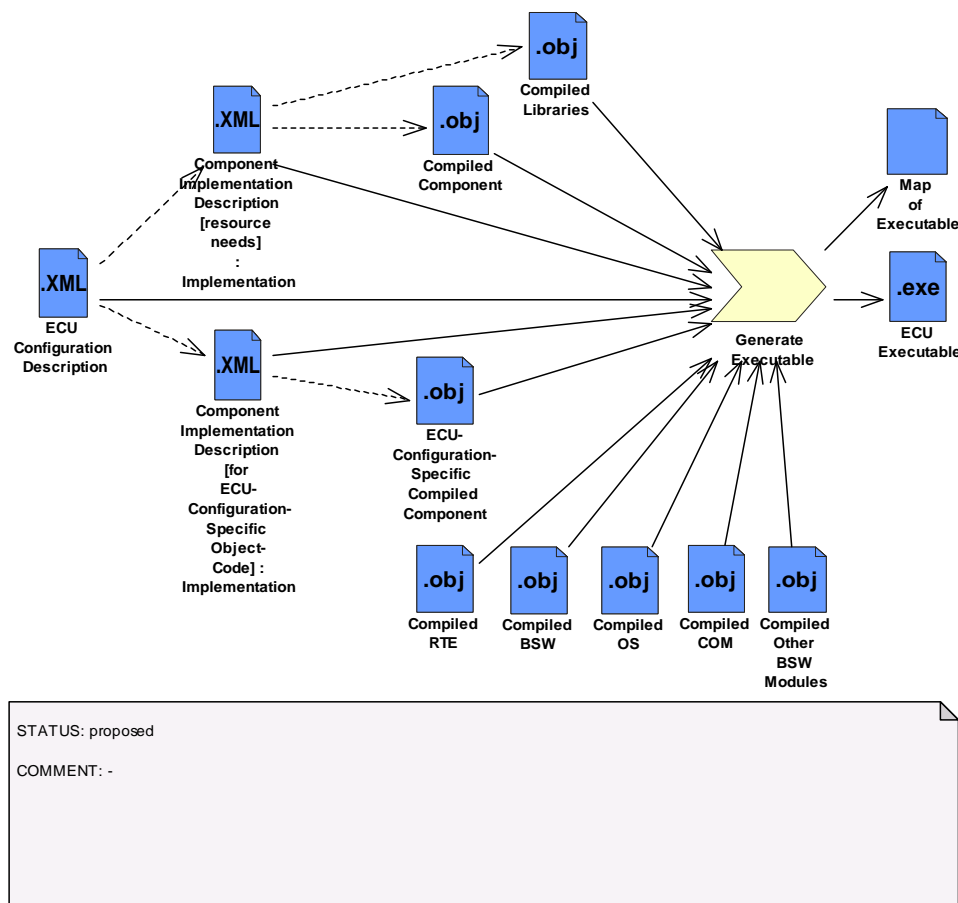 .obj
Compiled
Libraries
.XML
Component
Implementation
Description
[resource
needs]
:
Implementation
.obj
Compiled
Component
Map
of
Executable
.XML
ECU
Configuration
Description
Generate
Executable
.exe
ECU
Executable
.XML
Component
Implementation
Description
[for
ECU-
Configuration-
Specific
Object-
Code] :
Implementation
.obj
ECU-
Configuration-
Specific
Compiled
Component
.obj
Compiled
RTE
.obj
Compiled
BSW
.obj
Compiled
OS
.obj
Compiled
COM
.obj
Compiled
Other
BSW
Modules
STATUS: proposed
COMMENT: -